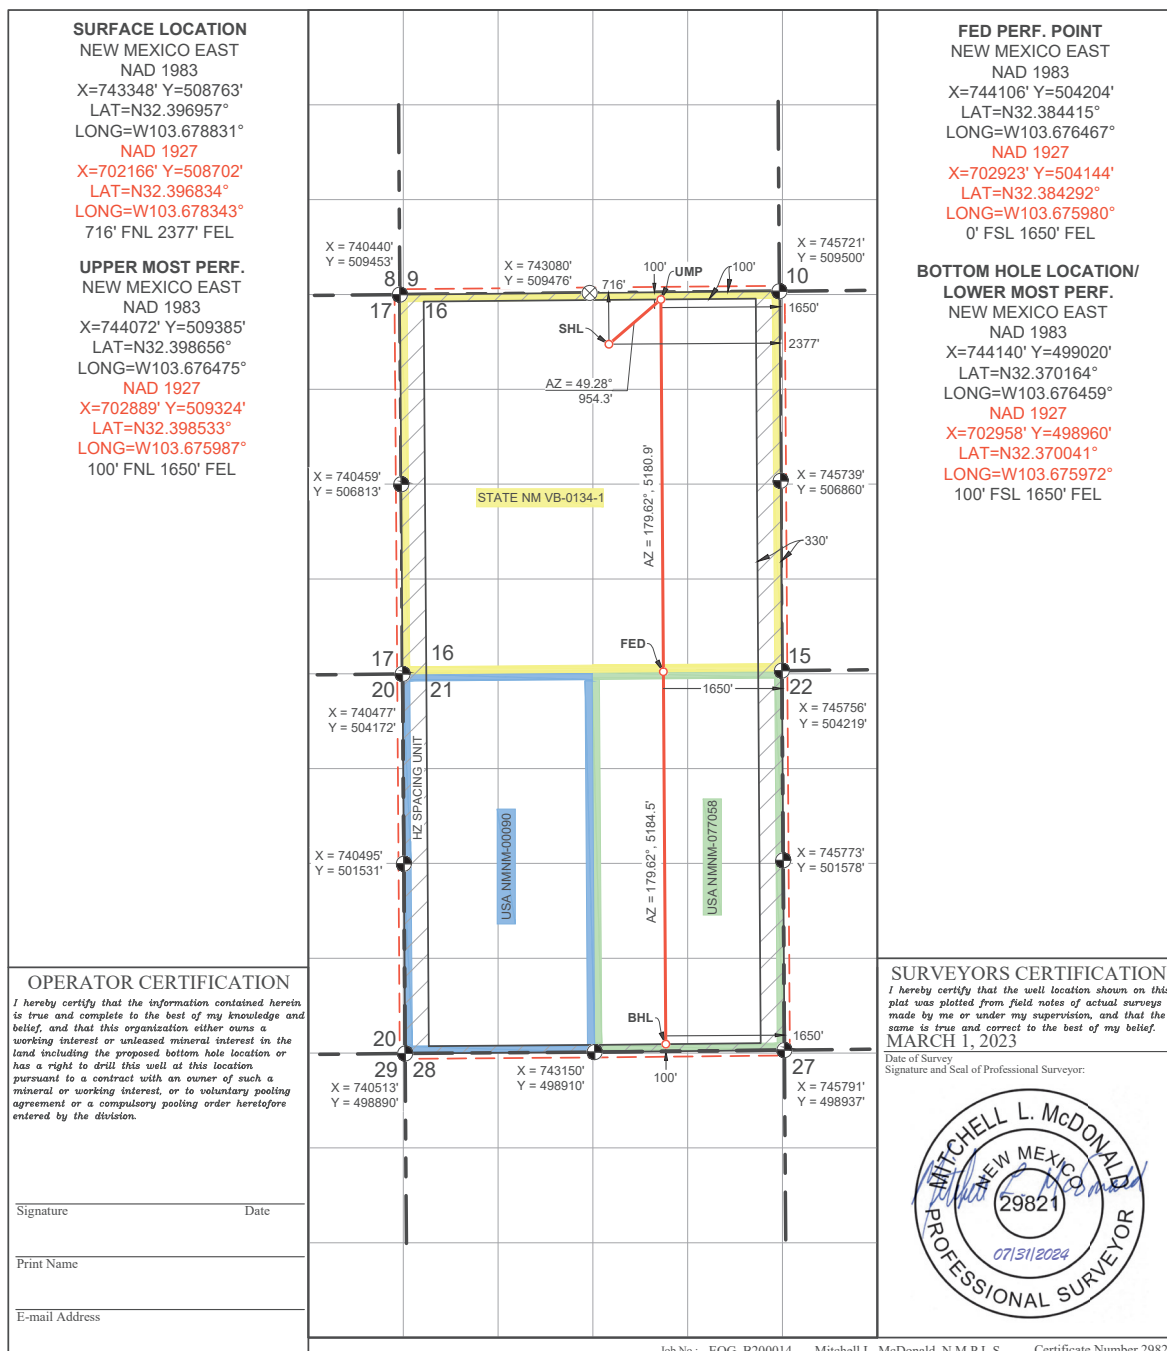 SURFACE LOCATION
NEW MEXICO EAST
NAD 1983
X=743348' Y=508763'
LAT=N32.396957°
LONG=W103.678831°
NAD 1927
X=702166' Y=508702'
LAT=N32.396834°
LONG=W103.678343°
716' FNL 2377' FEL
UPPER MOST PERF.
NEW MEXICO EAST
NAD 1983
X=744072' Y=509385'
LAT=N32.398656°
LONG=W103.676475°
NAD 1927
X=702889' Y=509324'
LAT=N32.398533°
LONG=W103.675987°
100' FNL 1650' FEL
FED PERF. POINT
NEW MEXICO EAST
NAD 1983
X=744106' Y=504204'
LAT=N32.384415°
LONG=W103.676467°
NAD 1927
X=702923' Y=504144'
LAT=N32.384292°
LONG=W103.675980°
0' FSL 1650' FEL
BOTTOM HOLE LOCATION/
LOWER MOST PERF.
NEW MEXICO EAST
NAD 1983
X=744140' Y=499020'
LAT=N32.370164°
LONG=W103.676459°
NAD 1927
X=702958' Y=498960'
LAT=N32.370041°
LONG=W103.675972°
100' FSL 1650' FEL
X = 740440'
Y = 509453'
X = 743080'
Y = 509476'
X = 745721'
Y = 509500'
8 9
17 16
10
716'
100'
UMP
100'
1650'
SHL
2377'
AZ = 49.28°
954.3'
X = 740459'
Y = 506813'
STATE NM VB-0134-1
AZ = 179.62°, 5180.9'
X = 745739'
Y = 506860'
330'
FED
17 16
20 21
15
22
1650'
X = 740477'
Y = 504172'
X = 745756'
Y = 504219'
HZ SPACING UNIT
USA NMNM-00090
AZ = 179.62°, 5184.5'
USA NMNM-077058
X = 740495'
Y = 501531'
X = 745773'
Y = 501578'
BHL
1650'
20
29 28
27
100'
X = 740513'
Y = 498890'
X = 743150'
Y = 498910'
X = 745791'
Y = 498937'
OPERATOR CERTIFICATION
I hereby certify that the information contained herein
is true and complete to the best of my knowledge and
belief, and that this organization either owns a
working interest or unleased mineral interest in the
land including the proposed bottom hole location or
has a right to drill this well at this location
pursuant to a contract with an owner of such a
mineral or working interest, or to voluntary pooling
agreement or a compulsory pooling order heretofore
entered by the division.
Signature Date
Print Name
E-mail Address
SURVEYORS CERTIFICATION
I hereby certify that the well location shown on this
plat was plotted from field notes of actual surveys
made by me or under my supervision, and that the
same is true and correct to the best of my belief.
MARCH 1, 2023
Date of Survey
Signature and Seal of Professional Surveyor:
MITCHELL L. McDONALD
NEW MEXICO
29821
07/31/2024
PROFESSIONAL SURVEYOR
Mitchell L. McDonald
Job No.: EOG_B200014 Mitchell L. McDonald, N.M.P.L.S. Certificate Number 2982